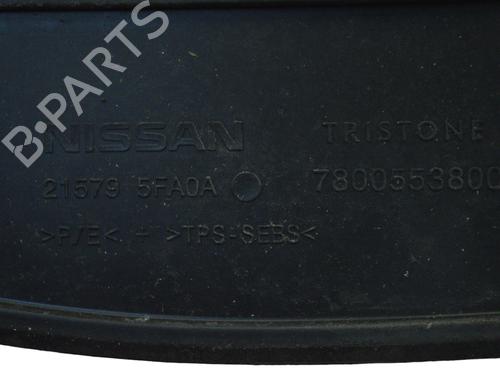 B-PARTS
NISSAN TRISTONE
21579 5FA0A 7800553800
>P/E< + >TPS-SEBS<